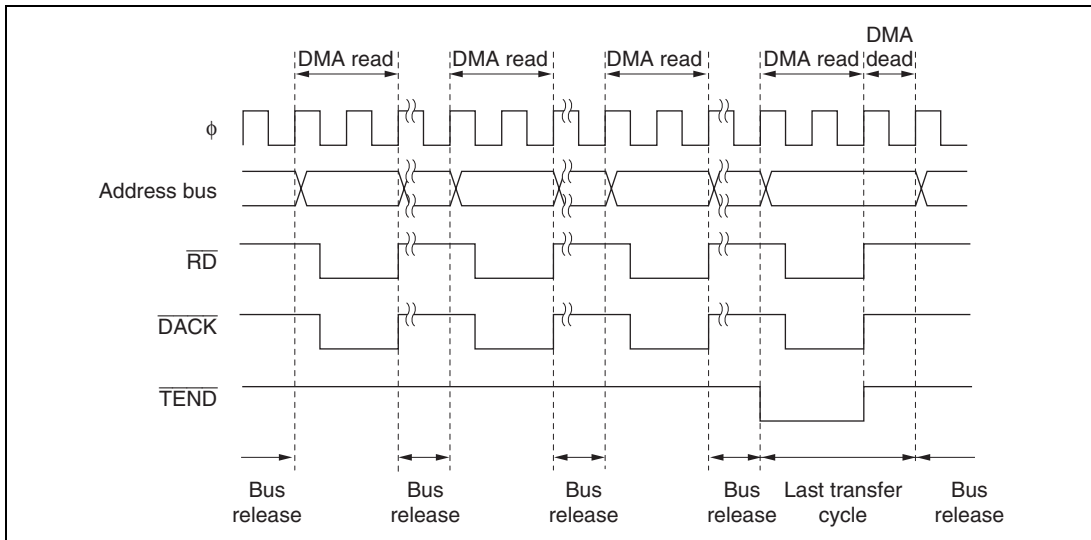 DMA
DMA read DMA read DMA read DMA read dead
ϕ
Address bus
RD
DACK
TEND
Bus release Bus release Bus release Bus release Last transfer cycle Bus release